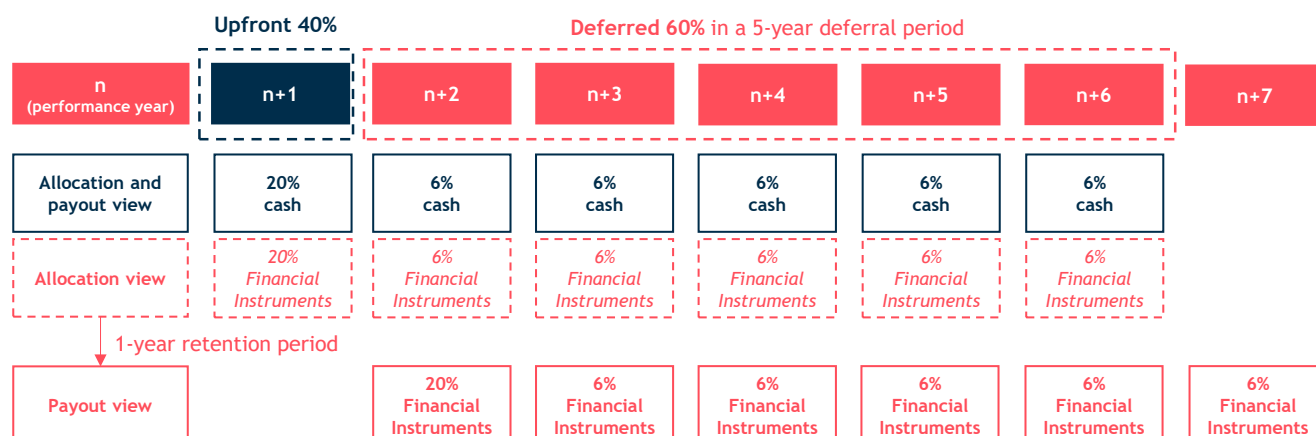 Upfront 40%
Deferred 60% in a 5-year deferral period
n
(performance year)
n+1
n+2
n+3
n+4
n+5
n+6
n+7
Allocation and
payout view
20%
cash
6%
cash
6%
cash
6%
cash
6%
cash
6%
cash
Allocation view
20%
Financial
Instruments
6%
Financial
Instruments
6%
Financial
Instruments
6%
Financial
Instruments
6%
Financial
Instruments
6%
Financial
Instruments
1-year retention period
Payout view
20%
Financial
Instruments
6%
Financial
Instruments
6%
Financial
Instruments
6%
Financial
Instruments
6%
Financial
Instruments
6%
Financial
Instruments